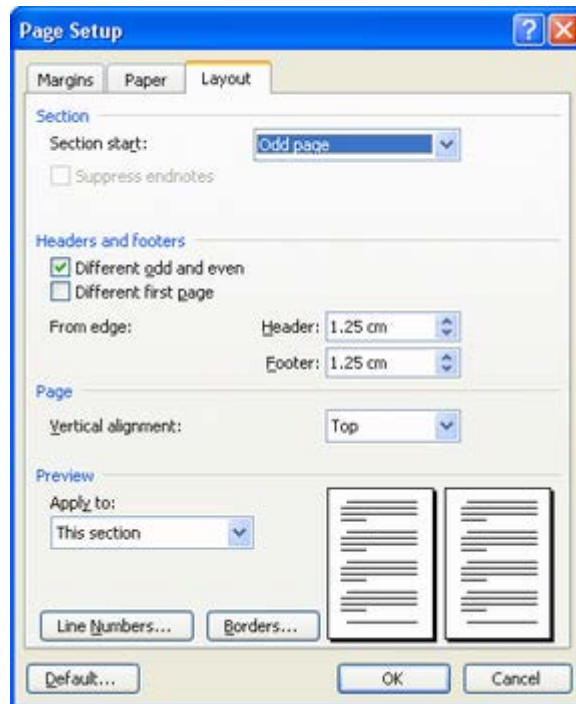 Page Setup
Margins Paper Layout
Section
Section start: Odd page
Suppress endnotes
Headers and footers
Different odd and even
Different first page
From edge: Header: 1.25 cm
Footer: 1.25 cm
Page
Vertical alignment: Top
Preview
Apply to:
This section
Line Numbers... Borders...
Default... OK Cancel